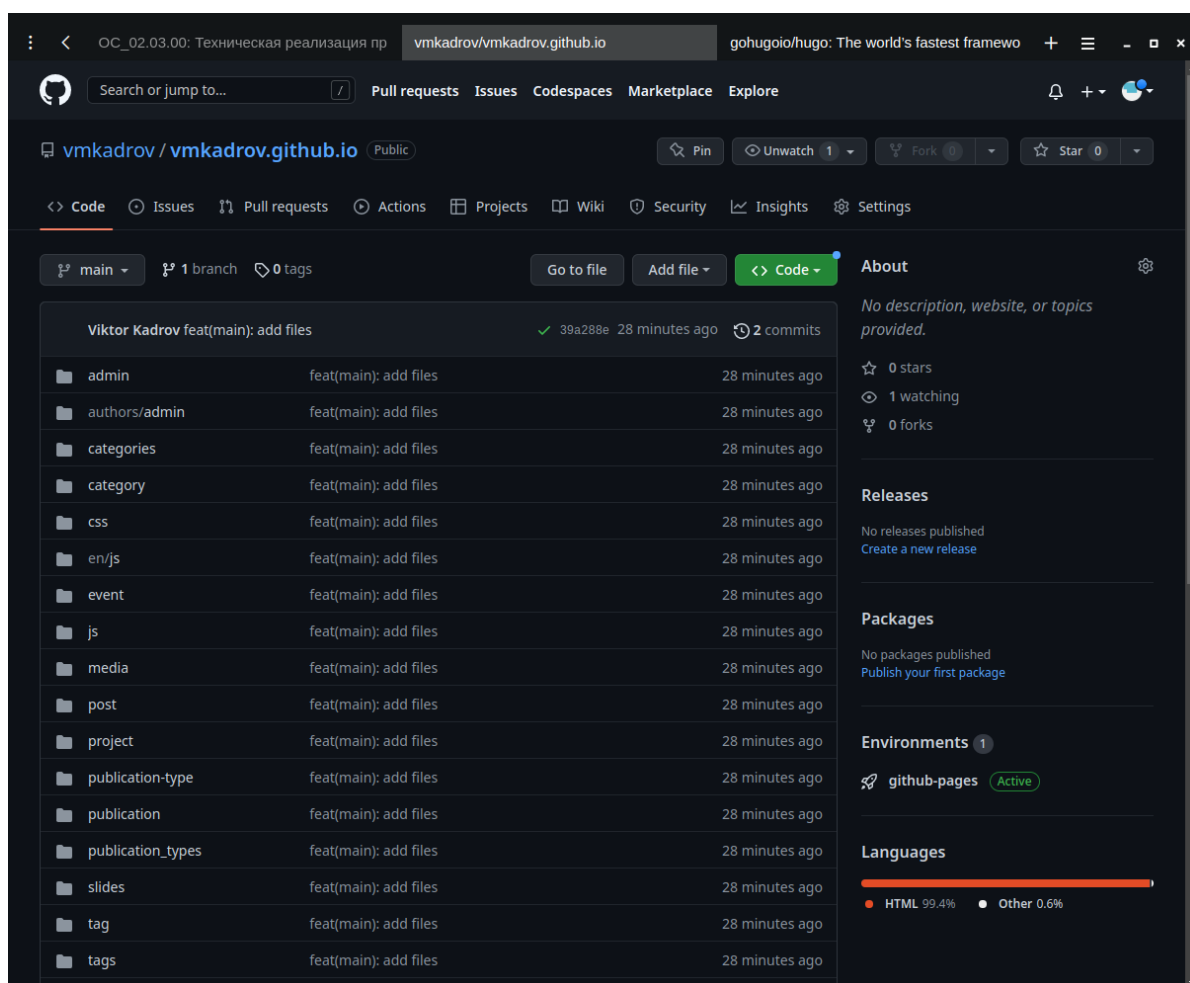 ОС_02.03.00: Техническая реализация пр vmkadrov/vmkadrov.github.io gohugoio/hugo: The world's fastest framewo
Search or jump to... / Pull requests Issues Codespaces Marketplace Explore
vmkadrov / vmkadrov.github.io Public Pin Unwatch 1 Fork 0 Star 0
Code Issues Pull requests Actions Projects Wiki Security Insights Settings
main 1 branch 0 tags Go to file Add file Code
Viktor Kadrov feat(main): add files 39a288e 28 minutes ago 2 commits
admin feat(main): add files 28 minutes ago
authors/admin feat(main): add files 28 minutes ago
categories feat(main): add files 28 minutes ago
category feat(main): add files 28 minutes ago
css feat(main): add files 28 minutes ago
en/js feat(main): add files 28 minutes ago
event feat(main): add files 28 minutes ago
js feat(main): add files 28 minutes ago
media feat(main): add files 28 minutes ago
post feat(main): add files 28 minutes ago
project feat(main): add files 28 minutes ago
publication-type feat(main): add files 28 minutes ago
publication feat(main): add files 28 minutes ago
publication_types feat(main): add files 28 minutes ago
slides feat(main): add files 28 minutes ago
tag feat(main): add files 28 minutes ago
tags feat(main): add files 28 minutes ago
About
No description, website, or topics
provided.
0 stars
1 watching
0 forks
Releases
No releases published
Create a new release
Packages
No packages published
Publish your first package
Environments 1
github-pages Active
Languages
HTML 99.4% Other 0.6%